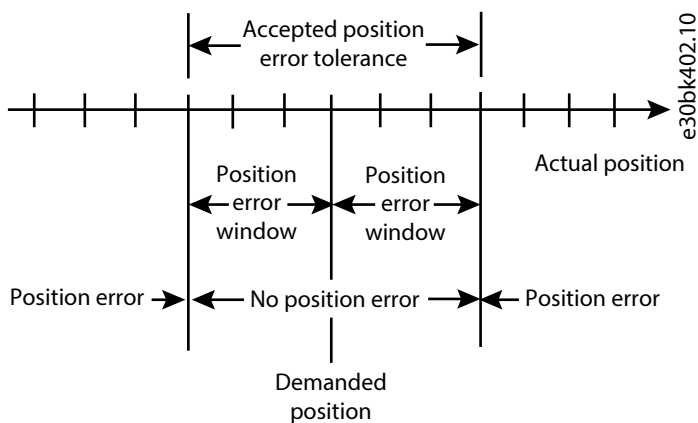 Accepted position
error tolerance
e30bk402.10
Actual position
Position
error
window
Position
error
window
Position error
No position error
Position error
Demanded
position